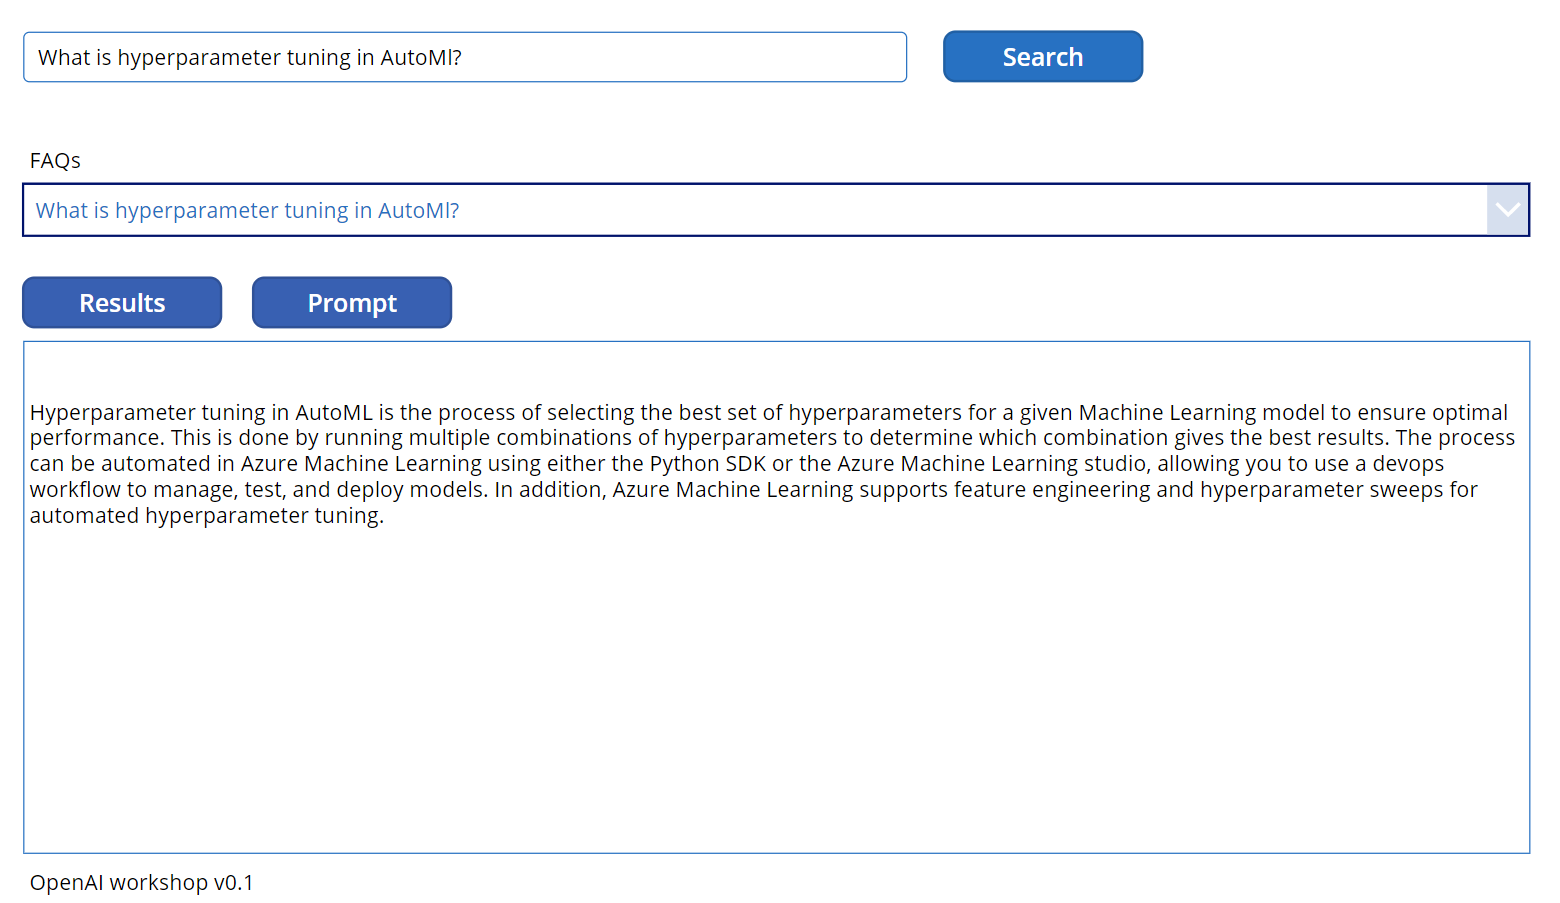 What is hyperparameter tuning in AutoMl?
Search
FAQs
What is hyperparameter tuning in AutoMl?
Results
Prompt
Hyperparameter tuning in AutoML is the process of selecting the best set of hyperparameters for a given Machine Learning model to ensure optimal
performance. This is done by running multiple combinations of hyperparameters to determine which combination gives the best results. The process
can be automated in Azure Machine Learning using either the Python SDK or the Azure Machine Learning studio, allowing you to use a devops
workflow to manage, test, and deploy models. In addition, Azure Machine Learning supports feature engineering and hyperparameter sweeps for
automated hyperparameter tuning.
OpenAI workshop v0.1